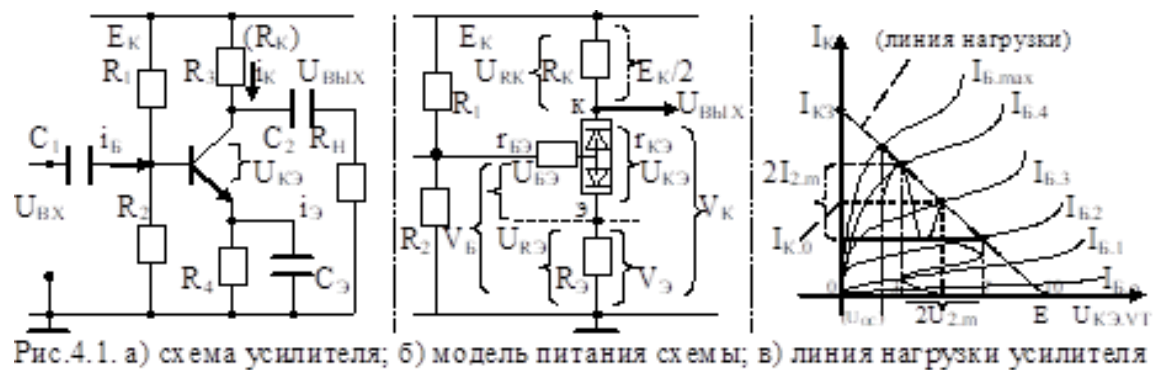 E_К
R_1
R_3
(R_К)
i_К
U_ВЫХ
C_1
i_Б
C_2
R_Н
U_КЭ
U_ВХ
R_2
i_Э
R_4
C_Э
E_К
U_RК
R_К
E_К/2
R_1
К
U_ВЫХ
r_БЭ
r_КЭ
U_БЭ
U_КЭ
Э
V_К
R_2
V_Б
U_RЭ
R_Э
V_Э
I_К
(линия нагрузки)
I_Б.max
I_КЗ
I_Б.4
2I_2.m
I_Б.3
I_Б.2
I_К.0
I_Б.1
I_Б.о
0
(U_ос)
2U_2.m
E
U_КЭ.VT
Рис.4.1. а) схема усилителя; б) модель питания схемы; в) линия нагрузки усилителя